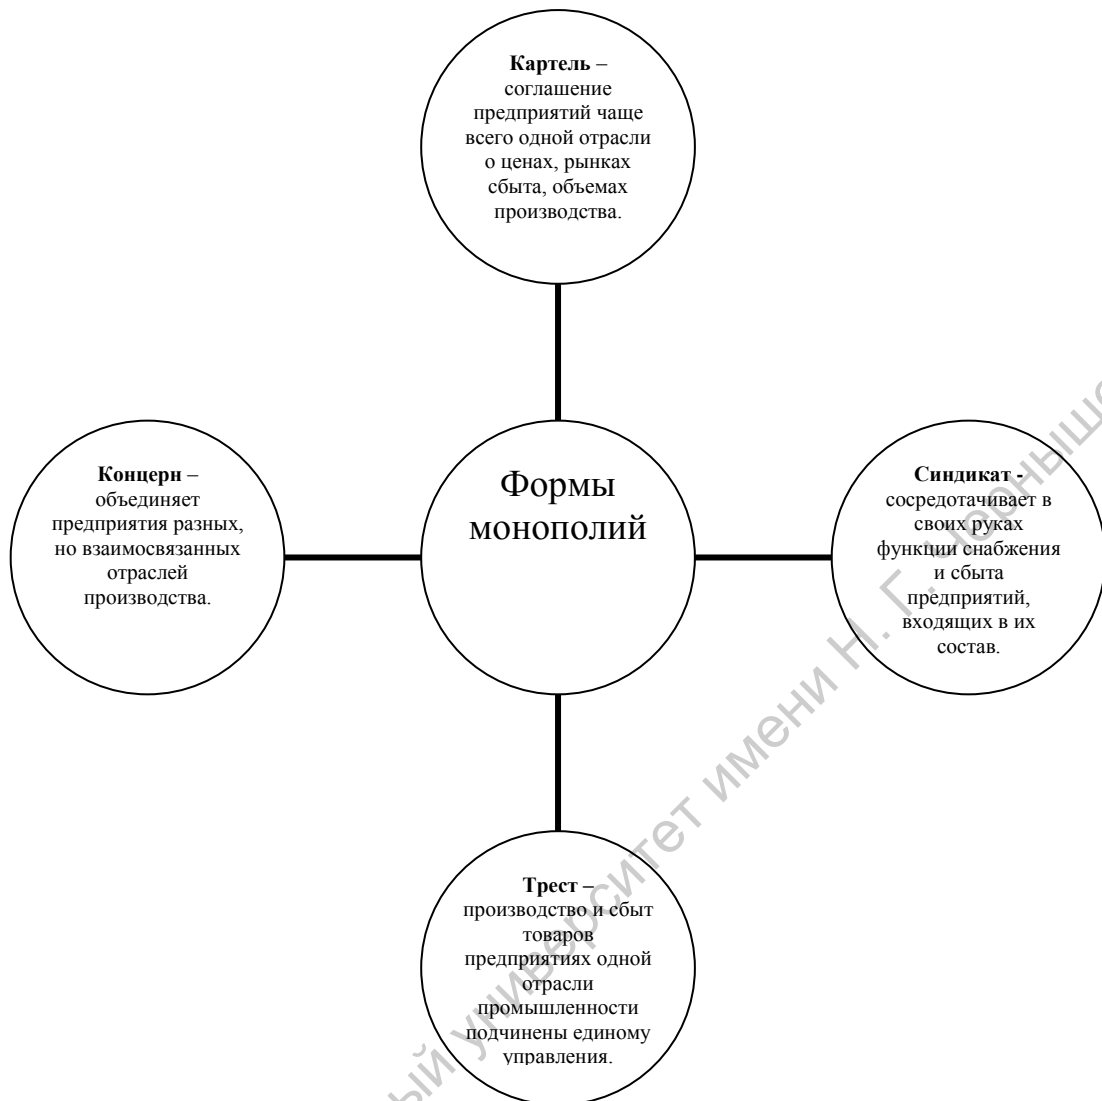 Картель –
соглашение
предприятий чаще
всего одной отрасли
о ценах, рынках
сбыта, объемах
производства.
Концерн –
объединяет
предприятия разных,
но взаимосвязанных
отраслей
производства.
Формы
монополий
Синдикат -
сосредотачивает в
своих руках
функции снабжения
и сбыта
предприятий,
входящих в их
состав.
Трест –
производство и сбыт
товаров
предприятиях одной
отрасли
промышленности
подчинены единому
управления.
университет имени Н. Г.